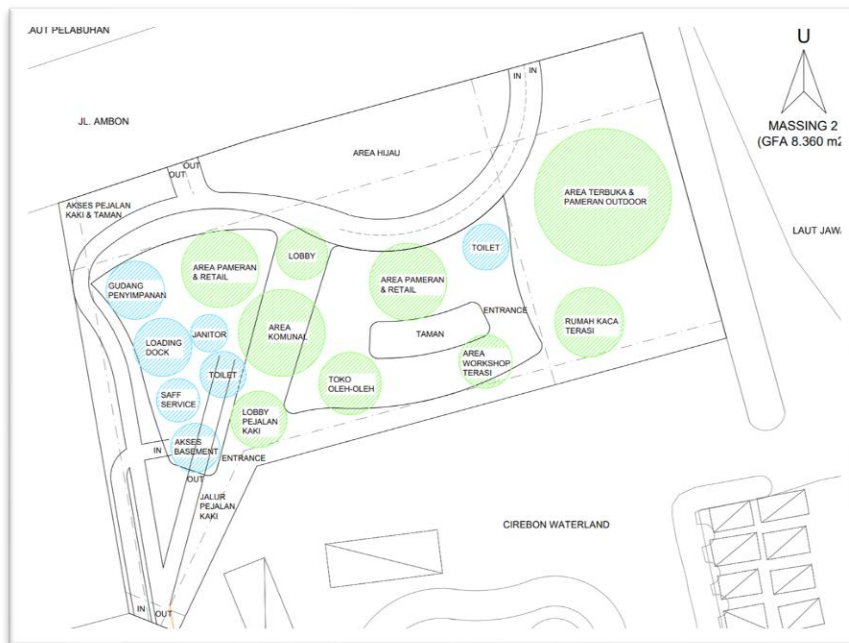 LAUT PELABUHAN
U
IN
IN
JL. AMBON
MASSING 2
(GFA 8.360 m2
AREA HIJAU
OUT
OUT
AKSES PEJALAN
KAKI & TAMAN
AREA TERBUKA &
PAMERAN OUTDOOR
LAUT JAWA
TOILET
LOBBY
AREA PAMERAN
& RETAIL
AREA PAMERAN
& RETAIL
GUDANG
PENYIMPANAN
ENTRANCE
RUMAH KACA
TERASI
JANITOR
AREA
KOMUNAL
TAMAN
LOADING
DOCK
AREA
WORKSHOP
TERASI
TOILET
TOKO
OLEH-OLEH
SAFF
SERVICE
LOBBY
PEJALAN
KAKI
AKSES
BASEMENT
IN
ENTRANCE
OUT
JALUR
PEJALAN
KAKI
CIREBON WATERLAND
IN
OUT